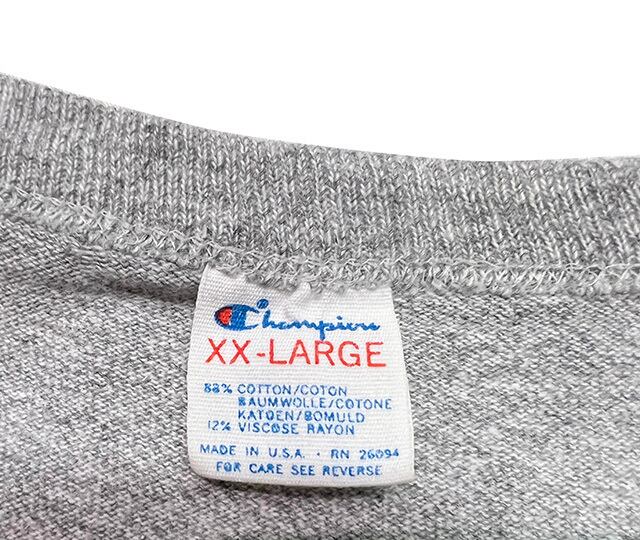 Champion
XX-LARGE
88% COTTON/COTON
BAUMWOLLE/COTONE
KATOEN/BOMULD
12% VISCOSE RAYON
MADE IN U.S.A. · RN 26094
FOR CARE SEE REVERSE